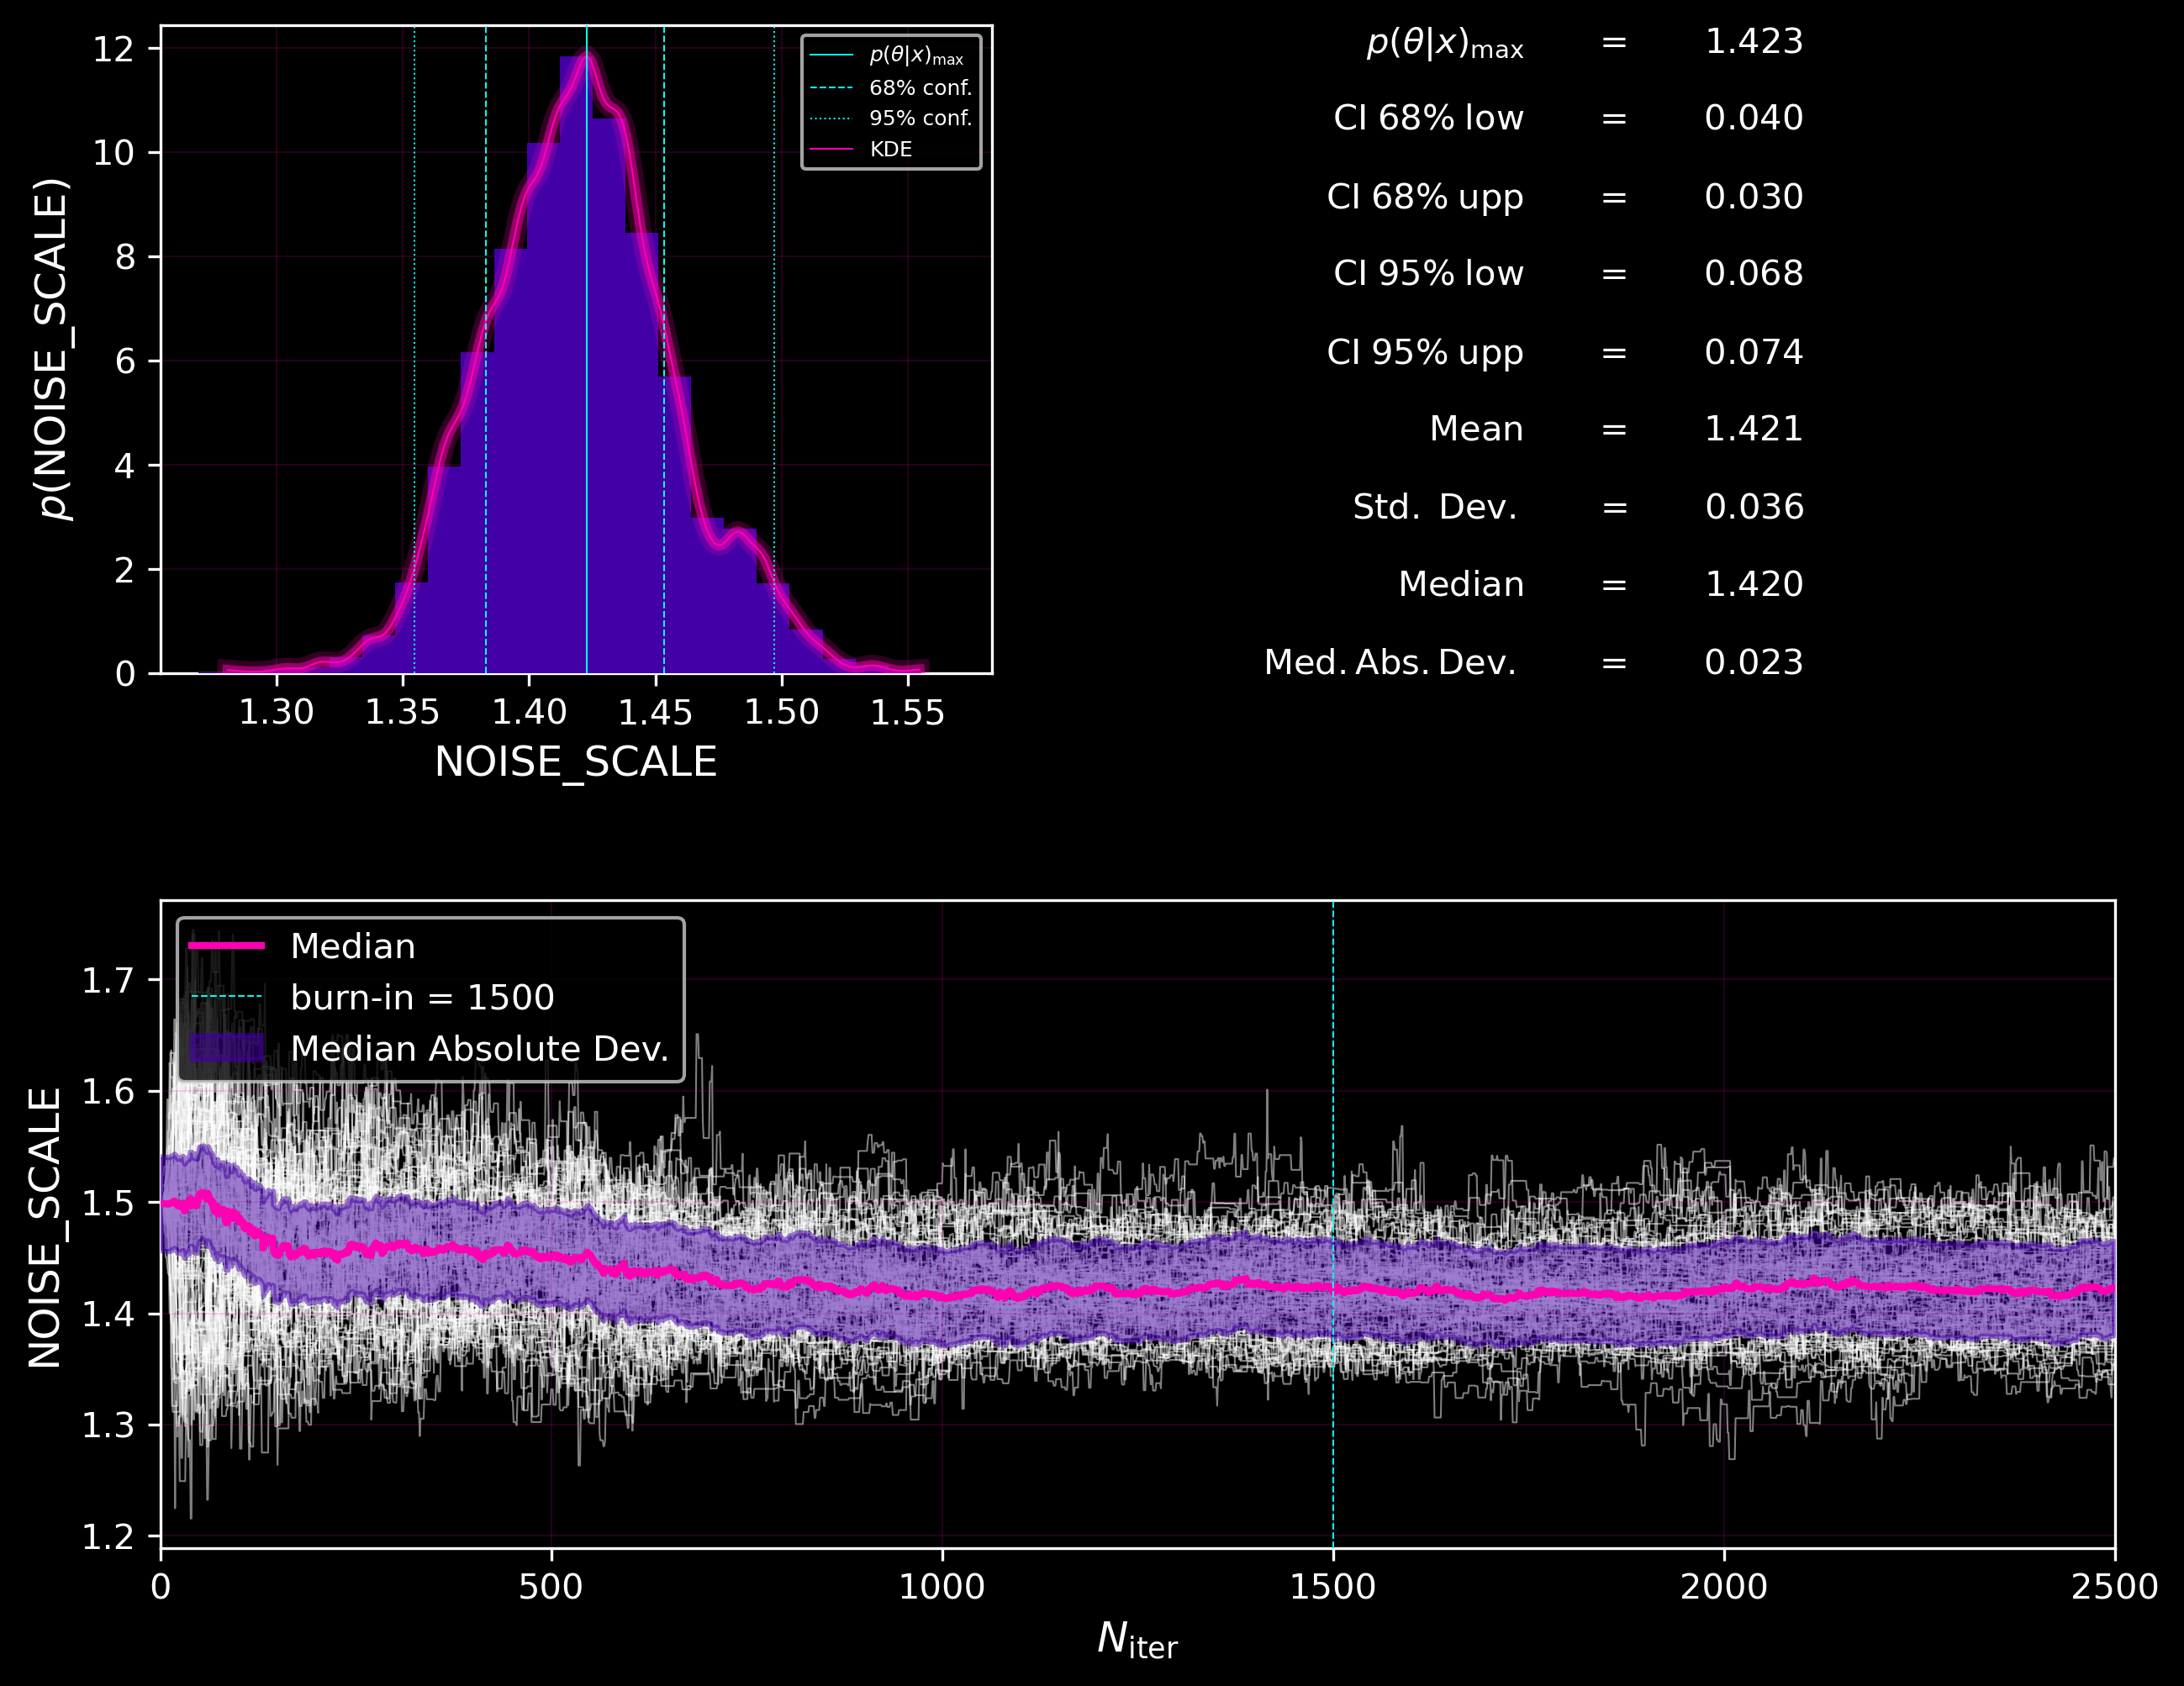 12
10
8
6
4
2
0
p(NOISE_SCALE)
p(θ|x)max
68% conf.
95% conf.
KDE
1.30 1.35 1.40 1.45 1.50 1.55
NOISE_SCALE
p(θ|x)max = 1.423
CI 68% low = 0.040
CI 68% upp = 0.030
CI 95% low = 0.068
CI 95% upp = 0.074
Mean = 1.421
Std. Dev. = 0.036
Median = 1.420
Med. Abs. Dev. = 0.023
Median
burn-in = 1500
Median Absolute Dev.
1.7
1.6
1.5
1.4
1.3
1.2
NOISE_SCALE
0 500 1000 1500 2000 2500
Niter